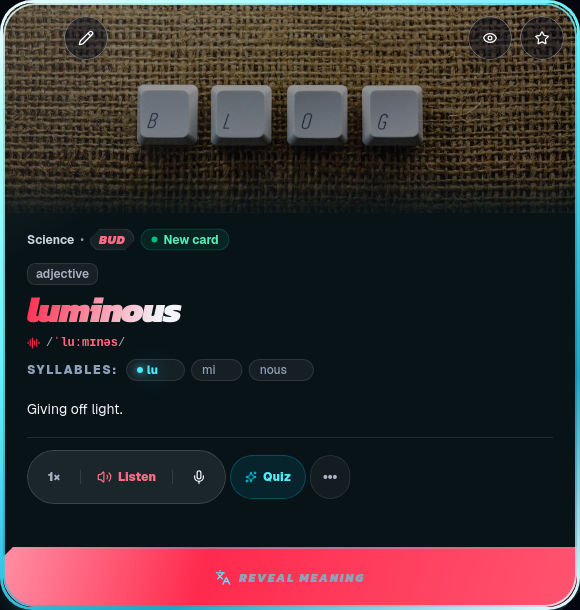 B L O G
Science • BUD New card
adjective
luminous
/ˈluːmɪnəs/
SYLLABLES: lu mi nous
Giving off light.
1× Listen Quiz •••
REVEAL MEANING